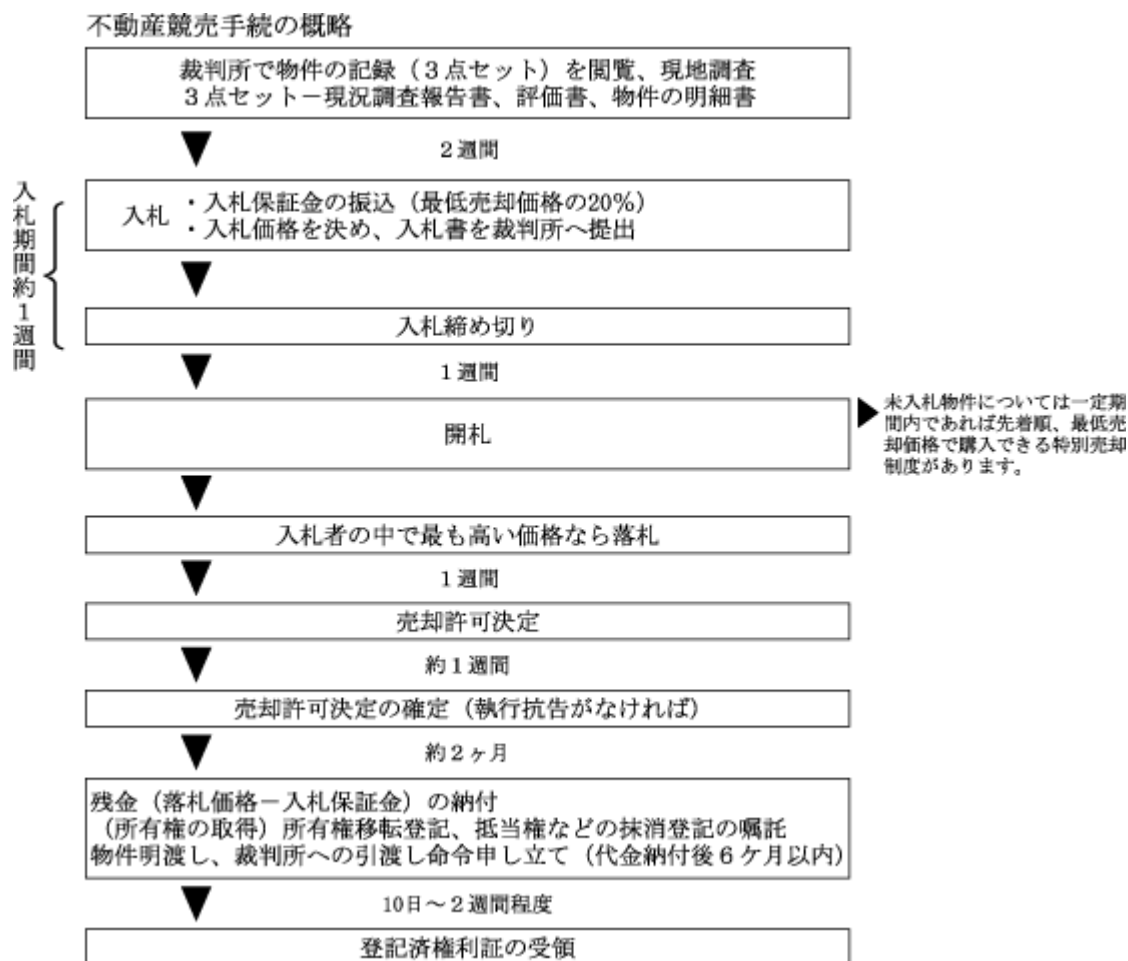 不動産競売手続の概略
裁判所で物件の記録（３点セット）を閲覧、現地調査
３点セット－現況調査報告書、評価書、物件の明細書
２週間
入札期間約１週間
入札
・入札保証金の振込（最低売却価格の20％）
・入札価格を決め、入札書を裁判所へ提出
入札締め切り
１週間
開札
未入札物件については一定期
間内であれば先着順、最低売
却価格で購入できる特別売却
制度があります。
入札者の中で最も高い価格なら落札
１週間
売却許可決定
約１週間
売却許可決定の確定（執行抗告がなければ）
約２ヶ月
残金（落札価格－入札保証金）の納付
（所有権の取得）所有権移転登記、抵当権などの抹消登記の嘱託
物件明渡し、裁判所への引渡し命令申し立て（代金納付後６ケ月以内）
10日～２週間程度
登記済権利証の受領